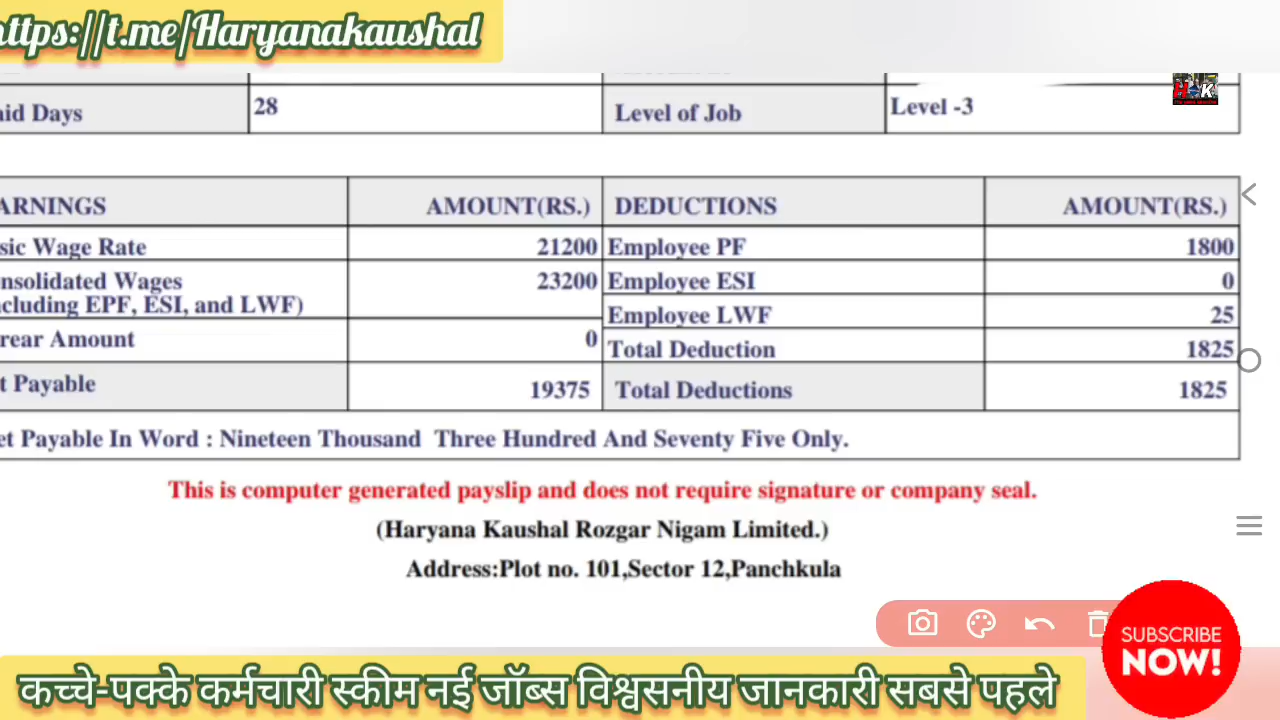 https://t.me/Haryanakaushal
aid Days 28 Level of Job Level -3
ARNINGS AMOUNT(RS.) DEDUCTIONS AMOUNT(RS.)
sic Wage Rate 21200 Employee PF 1800
nsolidated Wages 23200 Employee ESI 0
cluding EPF, ESI, and LWF)
Employee LWF 25
rear Amount 0
Total Deduction 1825
t Payable 19375 Total Deductions 1825
et Payable In Word : Nineteen Thousand Three Hundred And Seventy Five Only.
This is computer generated payslip and does not require signature or company seal.
(Haryana Kaushal Rozgar Nigam Limited.)
Address:Plot no. 101,Sector 12,Panchkula
SUBSCRIBE
NOW!
कच्चे-पक्के कर्मचारी स्कीम नई जॉब्स विश्वसनीय जानकारी सबसे पहले